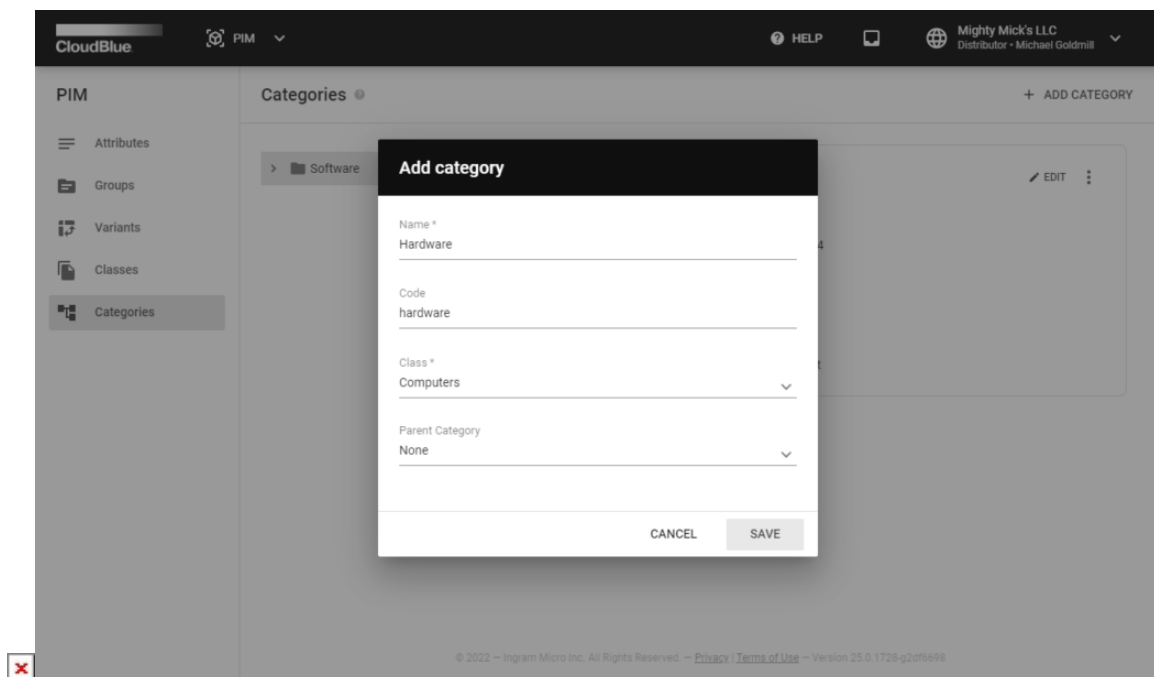 CloudBlue
PIM
HELP
Mighty Mick's LLC
Distributor • Michael Goldmill
PIM
Categories
+ ADD CATEGORY
Attributes
Groups
Variants
Classes
Categories
Software
EDIT
4
t
Add category
Name *
Hardware
Code
hardware
Class *
Computers
Parent Category
None
CANCEL
SAVE
© 2022 – Ingram Micro Inc. All Rights Reserved. – Privacy | Terms of Use – Version 25.0.1726-g2df6698